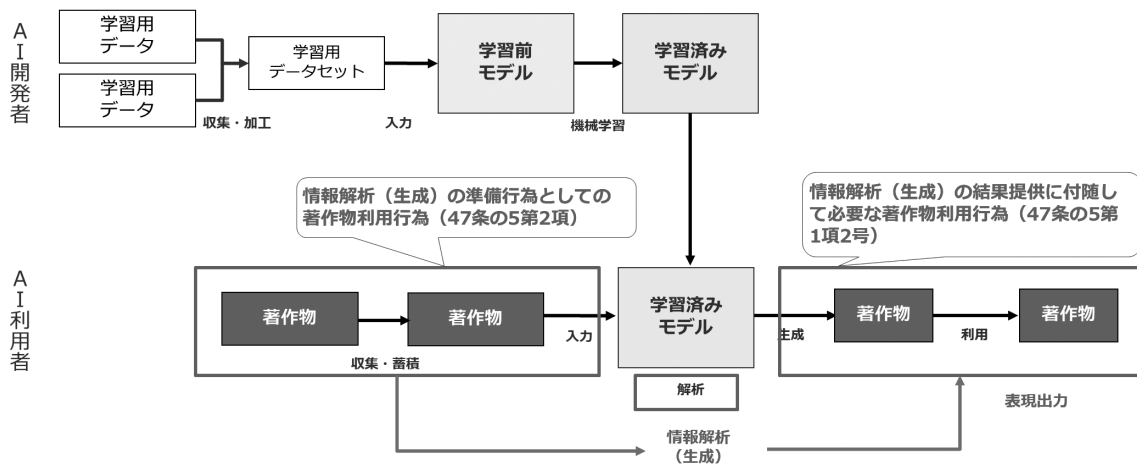 AI開発者
学習用
データ
学習用
データ
収集・加工
学習用
データセット
入力
学習前
モデル
機械学習
学習済み
モデル
情報解析（生成）の準備行為としての
著作物利用行為（47条の5第2項）
情報解析（生成）の結果提供に付随し
て必要な著作物利用行為（47条の5第
1項2号）
AI利用者
著作物
収集・蓄積
著作物
入力
学習済み
モデル
解析
生成
著作物
利用
著作物
表現出力
情報解析
（生成）